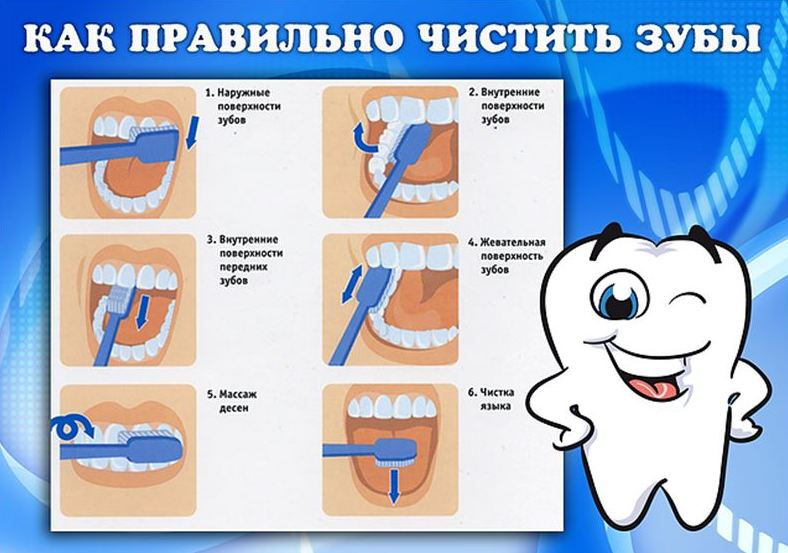 КАК ПРАВИЛЬНО ЧИСТИТЬ ЗУБЫ
1. Наружные
поверхности
зубов
2. Внутренние
поверхности
зубов
3. Внутренние
поверхности
передних
зубов
4. Жевательная
поверхность
зубов
5. Массаж
десен
6. Чистка
языка